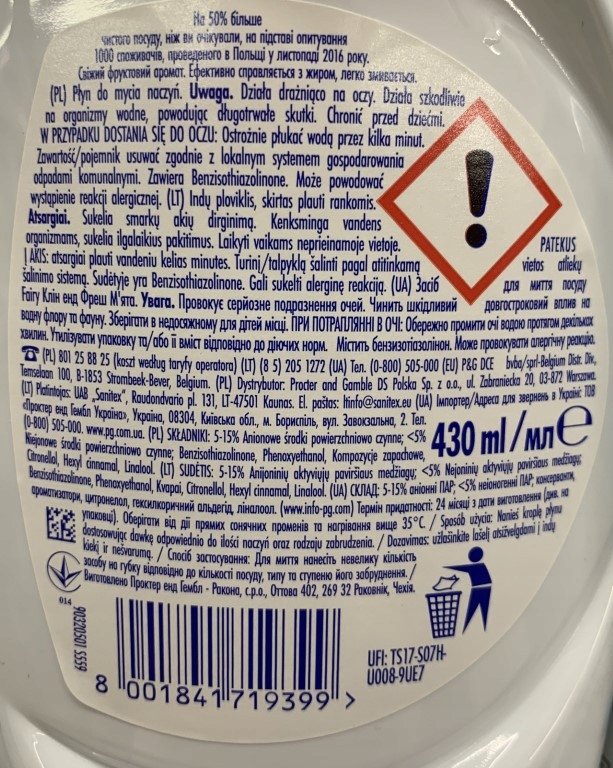 На 50% більше
чистого посуду, ніж ви очікували, на підставі опитування
1000 споживачів, проведеного в Польщі у листопаді 2016 року.
Свіжий фруктовий аромат. Ефективно справляється з жиром, легко змивається.
(PL) Płyn do mycia naczyń. Uwaga. Działa drażniąco na oczy. Działa szkodliwie
na organizmy wodne, powodując długotrwałe skutki. Chronić przed dziećmi.
W PRZYPADKU DOSTANIA SIĘ DO OCZU: Ostrożnie płukać wodą przez kilka minut.
Zawartość/pojemnik usuwać zgodnie z lokalnym systemem gospodarowania
odpadami komunalnymi. Zawiera Benzisothiazolinone. Może powodować
wystąpienie reakcji alergicznej. (LT) Indų ploviklis, skirtas plauti rankomis.
Atsargiai. Sukelia smarkų akių dirginimą. Kenksminga vandens
organizmams, sukelia ilgalaikius pakitimus. Laikyti vaikams neprieinamoje vietoje. PATEKUS
Į AKIS: atsargiai plauti vandeniu kelias minutes. Turinį/talpyklą šalinti pagal atitinkamą vietos atliekų
šalinimo sistemą. Sudėtyje yra Benzisothiazolinone. Gali sukelti alerginę reakciją. (UA) Засіб для миття посуду
Fairy Клін енд Фреш М'ята. Увага. Провокує серйозне подразнення очей. Чинить шкідливий довгостроковий вплив на
водну флору та фауну. Зберігати в недосяжному для дітей місці. ПРИ ПОТРАПЛЯННІ В ОЧІ: Обережно промити очі водою протягом декількох
хвилин. Утилізувати упаковку та/або її вміст відповідно до діючих норм. Містить бензизотіазолінон. Може провокувати алергічну реакцію.
☎ (PL) 801 25 88 25 (koszt według taryfy operatora) (LT) (8 5) 205 1272 (UA) Тел. (0-800) 505-000 (EU) P&G DCE bvba/sprl-Belgium Distr. Div.,
Temselaan 100, B-1853 Strombeek-Bever, Belgium. (PL) Dystrybutor: Procter and Gamble DS Polska Sp. z o.o., ul. Zabraniecka 20, 03-872 Warszawa.
(LT) Platintojas: UAB „Sanitex", Raudondvario pl. 131, LT-47501 Kaunas. El. paštas: ltinfo@sanitex.eu (UA) Імпортер/Адреса для звернень в Україні: ТОВ
«Проктер енд Гембл Україна», Україна, 08304, Київська обл., м. Бориспіль, вул. Завокзальна, 2. Тел.
(0-800) 505-000. www.pg.com.ua. (PL) SKŁADNIKI: 5-15% Anionowe środki powierzchniowo czynne; <5%
Niejonowe środki powierzchniowo czynne; Benzisothiazolinone, Phenoxyethanol, Kompozycje zapachowe,
Citronellol, Hexyl cinnamal, Linalool. (LT) SUDĖTIS: 5-15% Anijoninių aktyviųjų paviršiaus medžiagų; <5% Nejoninių aktyviųjų paviršiaus medžiagų;
Benzisothiazolinone, Phenoxyethanol, Kvapai, Citronellol, Hexyl cinnamal, Linalool. (UA) СКЛАД: 5-15% аніонні ПАР; <5% неіоногенні ПАР; консерванти,
ароматизатори, цитронелол, гексилкоричний альдегід, ліналоол. (www.info-pg.com) Термін придатності: 24 місяці з дати виготовлення (див. на
упаковці). Оберігати від дії прямих сонячних променів та нагрівання вище 35°C. / Sposób użycia: Nanieś kroplę płynu
dostosowując dawkę odpowiednio do ilości naczyń oraz rodzaju zabrudzenia. / Dozavimas: užlašinkite lašelį atsižvelgdami į indų
kiekį ir nešvarumą. / Спосіб застосування: Для миття нанесіть невелику кількість
засобу на губку відповідно до кількості посуду, типу та ступеню його забруднення. /
Виготовлено Проктер енд Гембл - Ракона, с.р.о., Оттова 402, 269 32 Раковнік, Чехія.
430 ml/мл ℮
014
90320501 5559
8 001841 719399 >
UFI: TS17-S07H-
U008-9UE7